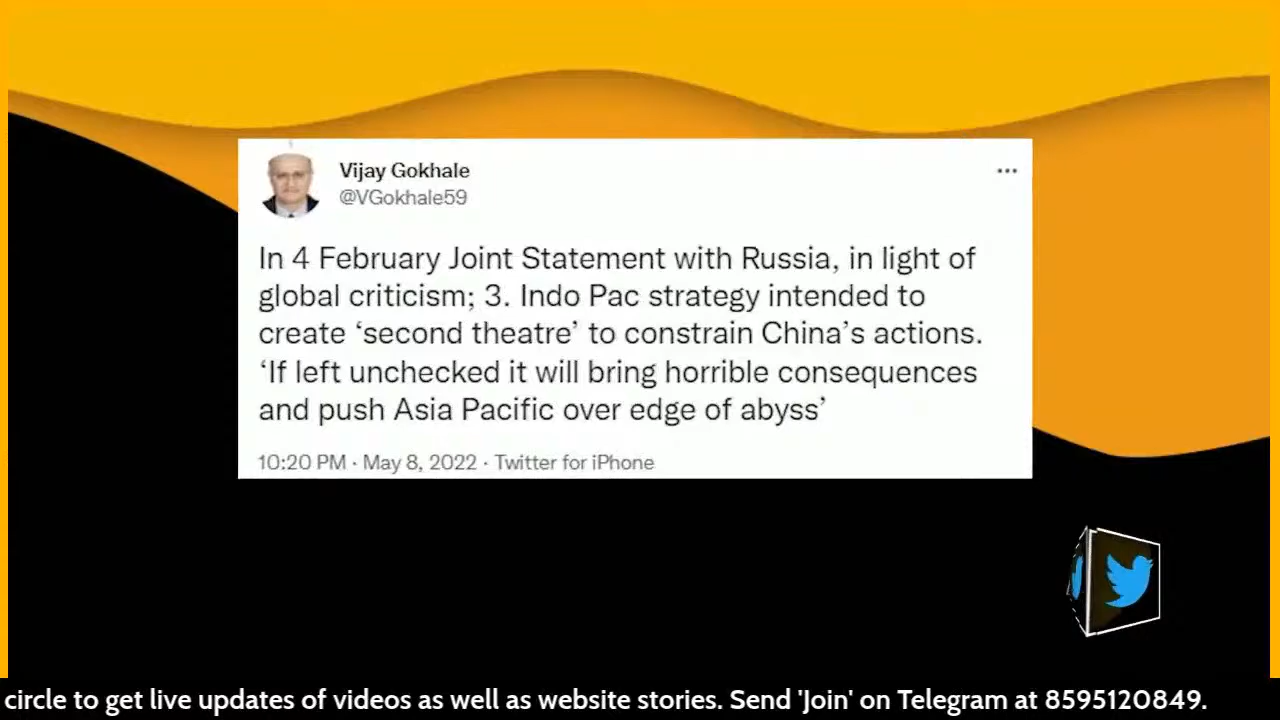 Vijay Gokhale
@VGokhale59
In 4 February Joint Statement with Russia, in light of
global criticism; 3. Indo Pac strategy intended to
create ‘second theatre’ to constrain China’s actions.
‘If left unchecked it will bring horrible consequences
and push Asia Pacific over edge of abyss’
10:20 PM · May 8, 2022 · Twitter for iPhone
circle to get live updates of videos as well as website stories. Send 'Join' on Telegram at 8595120849.